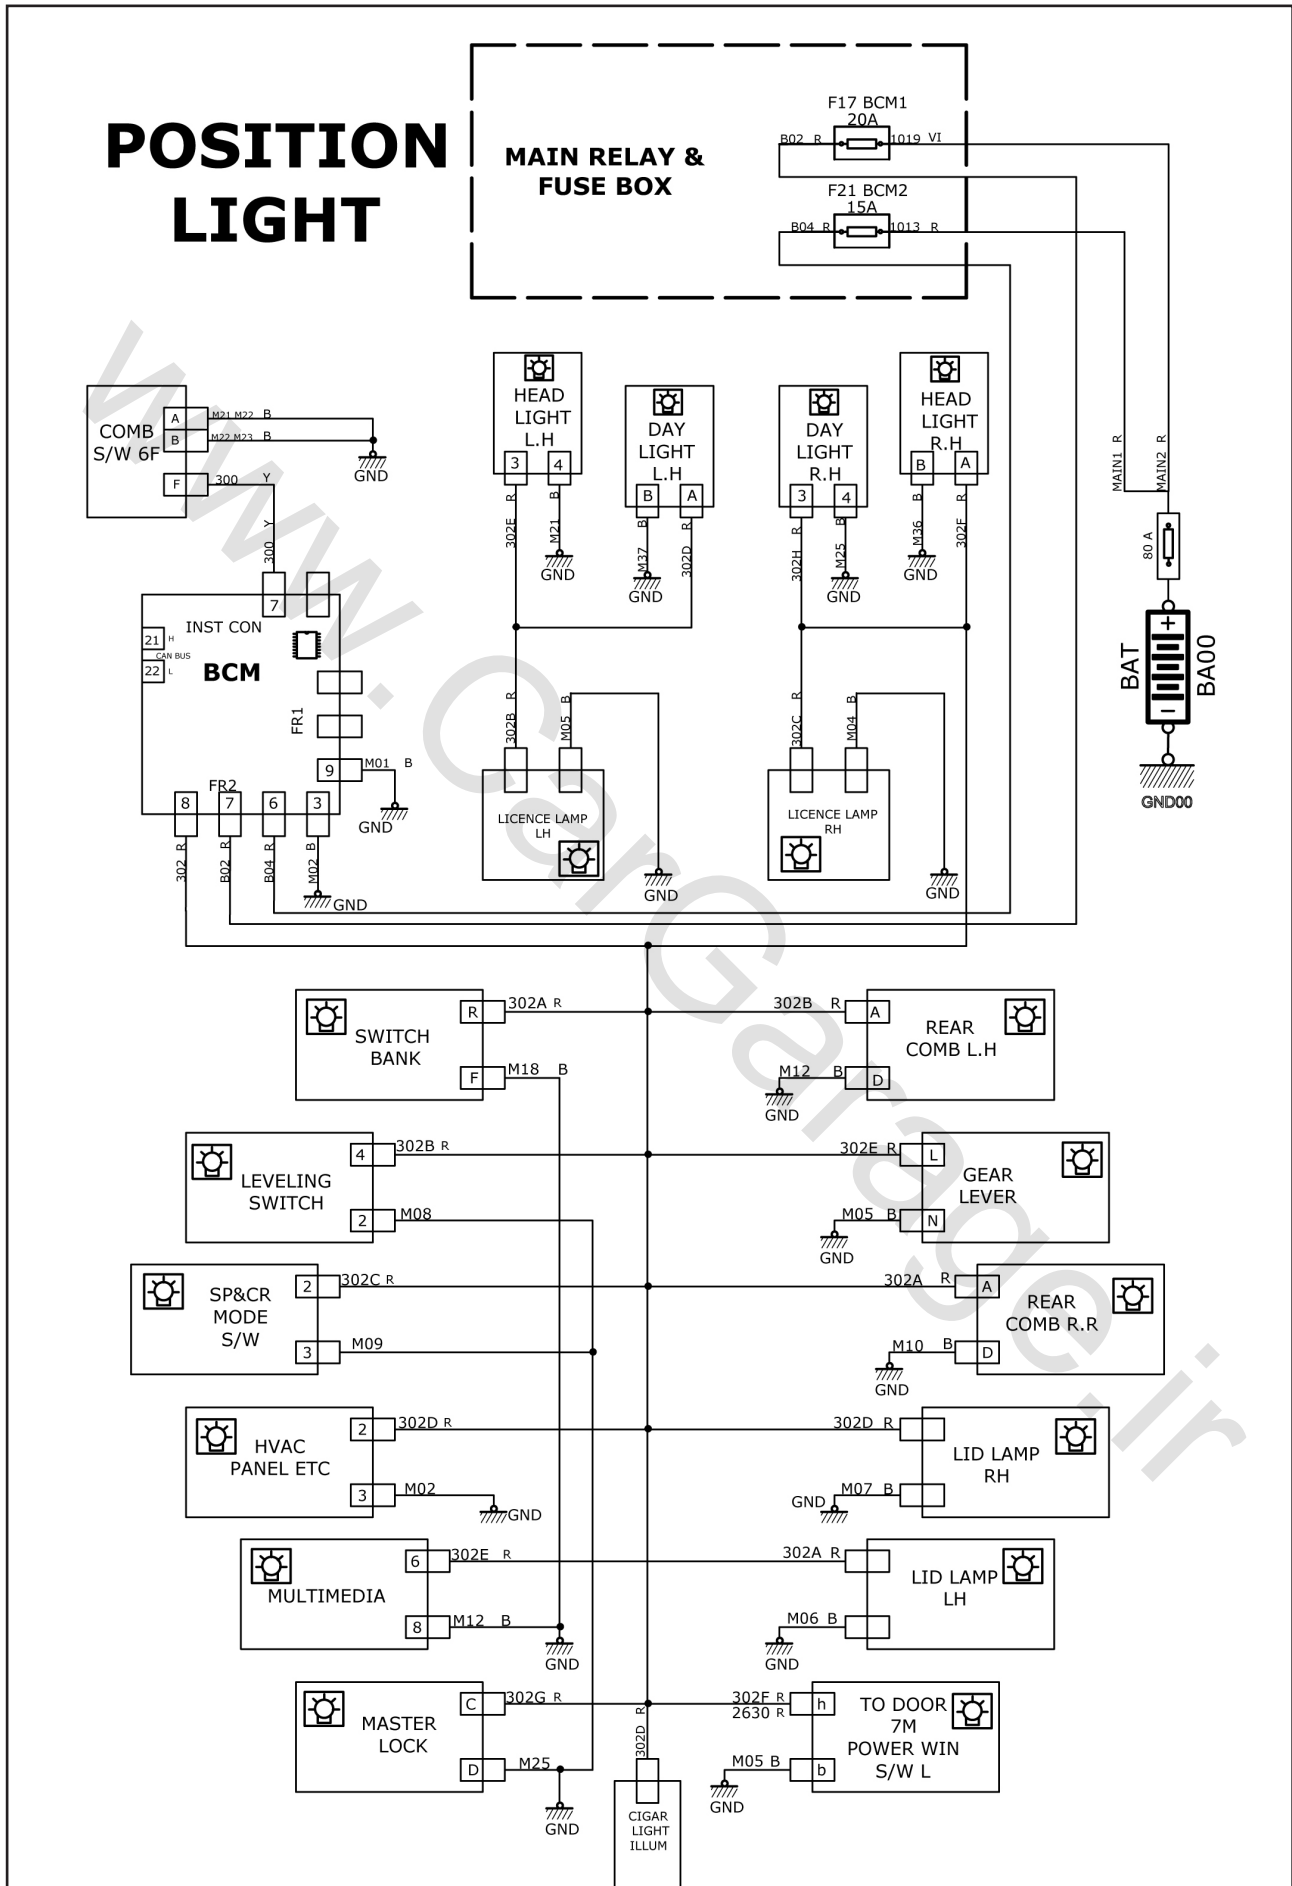 POSITION
LIGHT
MAIN RELAY &
FUSE BOX
F17 BCM1
20A
B02 R
1019 VI
F21 BCM2
15A
B04 R
1013 R
MAIN1 R
MAIN2 R
80 A
BAT
BA00
+
−
GND00
COMB
S/W 6F
A
M21 M22 B
B
M22 M23 B
GND
F
300 Y
300 Y
HEAD
LIGHT
L.H
3
4
302E R
M21 B
GND
DAY
LIGHT
L.H
B
A
M37 B
302D R
GND
DAY
LIGHT
R.H
3
4
302H R
M25 B
GND
HEAD
LIGHT
R.H
B
A
M36 B
302F R
GND
7
INST CON
21 H
CAN BUS
22 L
BCM
FR1
9
M01 B
GND
FR2
8
7
6
3
302 R
B02 R
B04 R
M02 B
GND
302B R
M05 B
LICENCE LAMP
LH
GND
302C R
M04 B
LICENCE LAMP
RH
GND
SWITCH
BANK
R
302A R
F
M18 B
302B R
A
REAR
COMB L.H
M12 B
D
GND
LEVELING
SWITCH
4
302B R
2
M08
302E R
L
GEAR
LEVER
M05 B
N
GND
SP&CR
MODE
S/W
2
302C R
3
M09
302A R
A
REAR
COMB R.R
M10 B
D
GND
HVAC
PANEL ETC
2
302D R
3
M02
GND
302D R
LID LAMP
RH
M07 B
GND
MULTIMEDIA
6
302E R
8
M12 B
GND
302A R
LID LAMP
LH
M06 B
GND
MASTER
LOCK
C
302G R
D
M25
GND
302D R
CIGAR
LIGHT
ILLUM
302F R
2630 R
h
TO DOOR
7M
POWER WIN
S/W L
M05 B
b
GND
www.CarGarage.ir